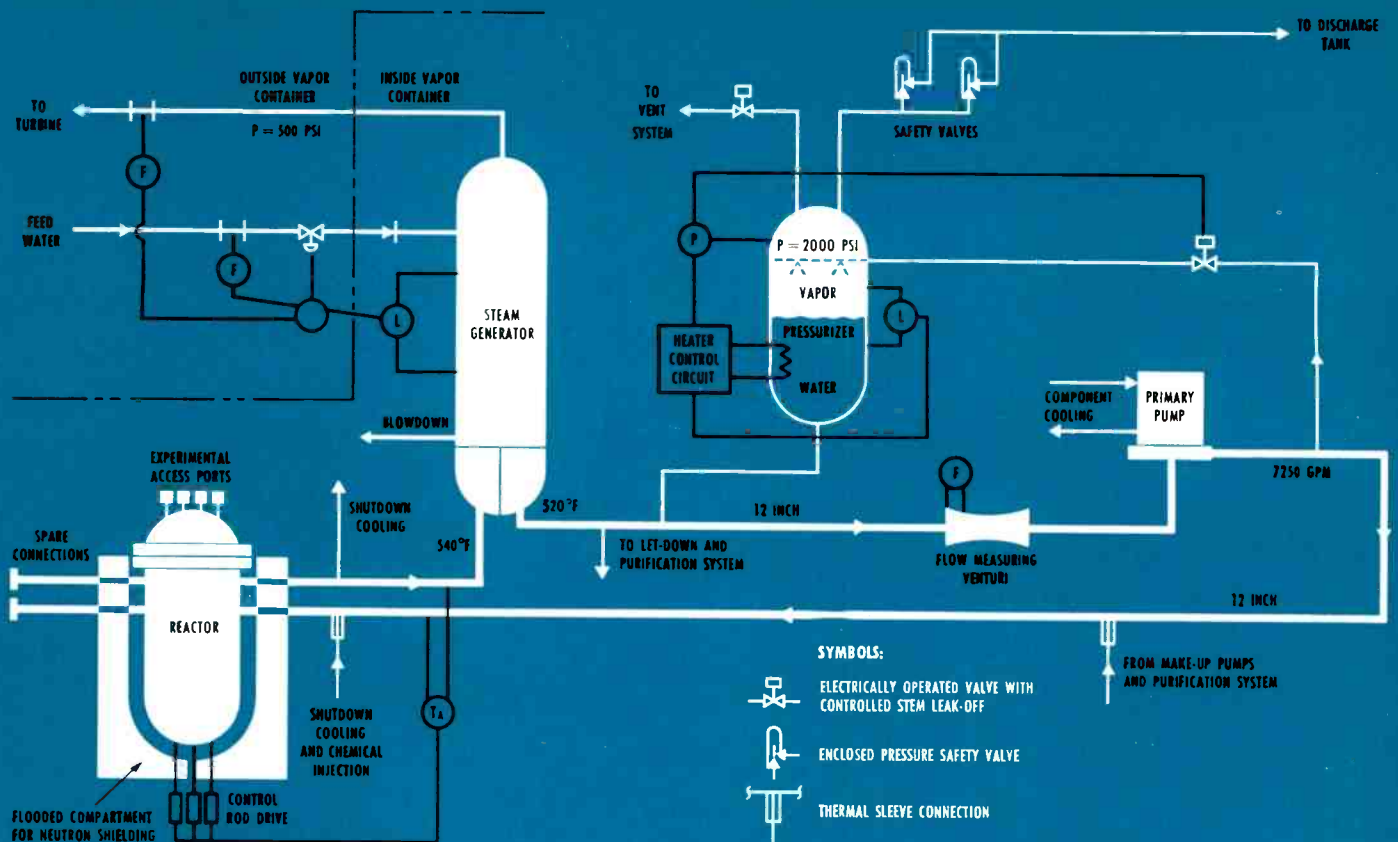 TO DISCHARGE
TANK
OUTSIDE VAPOR
CONTAINER
INSIDE VAPOR
CONTAINER
TO
TURBINE
P = 500 PSI
TO
VENT
SYSTEM
SAFETY VALVES
F
FEED
WATER
F
L
STEAM
GENERATOR
P
P = 2000 PSI
VAPOR
PRESSURIZER
WATER
L
HEATER
CONTROL
CIRCUIT
BLOWDOWN
COMPONENT
COOLING
PRIMARY
PUMP
7250 GPM
EXPERIMENTAL
ACCESS PORTS
SHUTDOWN
COOLING
520°F
540°F
12 INCH
F
FLOW MEASURING
VENTURI
TO LET-DOWN AND
PURIFICATION SYSTEM
SPARE
CONNECTIONS
REACTOR
12 INCH
FROM MAKE-UP PUMPS
AND PURIFICATION SYSTEM
SHUTDOWN
COOLING
AND CHEMICAL
INJECTION
TA
CONTROL
ROD DRIVE
FLOODED COMPARTMENT
FOR NEUTRON SHIELDING
SYMBOLS:
ELECTRICALLY OPERATED VALVE WITH
CONTROLLED STEM LEAK-OFF
ENCLOSED PRESSURE SAFETY VALVE
THERMAL SLEEVE CONNECTION